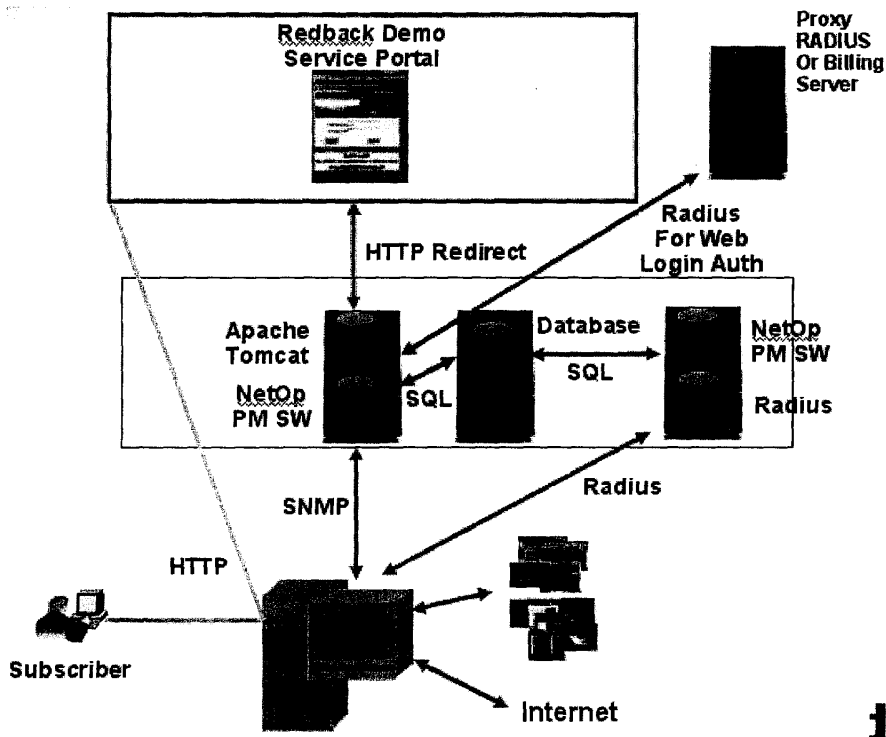 Redback Demo
Service Portal
Proxy
RADIUS
Or Billing
Server
Radius
For Web
Login Auth
HTTP Redirect
Apache
Tomcat
Database
NetOp
PM SW
SQL
SQL
NetOp
PM SW
Radius
SNMP
Radius
HTTP
Subscriber
Internet